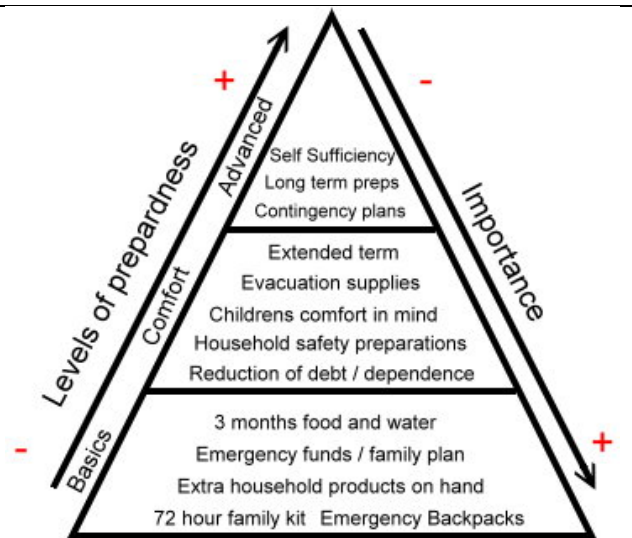 +
-
Levels of prepardness
Importance
Advanced
Self Sufficiency
Long term preps
Contingency plans
Comfort
Extended term
Evacuation supplies
Childrens comfort in mind
Household safety preparations
Reduction of debt / dependence
Basics
3 months food and water
Emergency funds / family plan
Extra household products on hand
72 hour family kit Emergency Backpacks
-
+